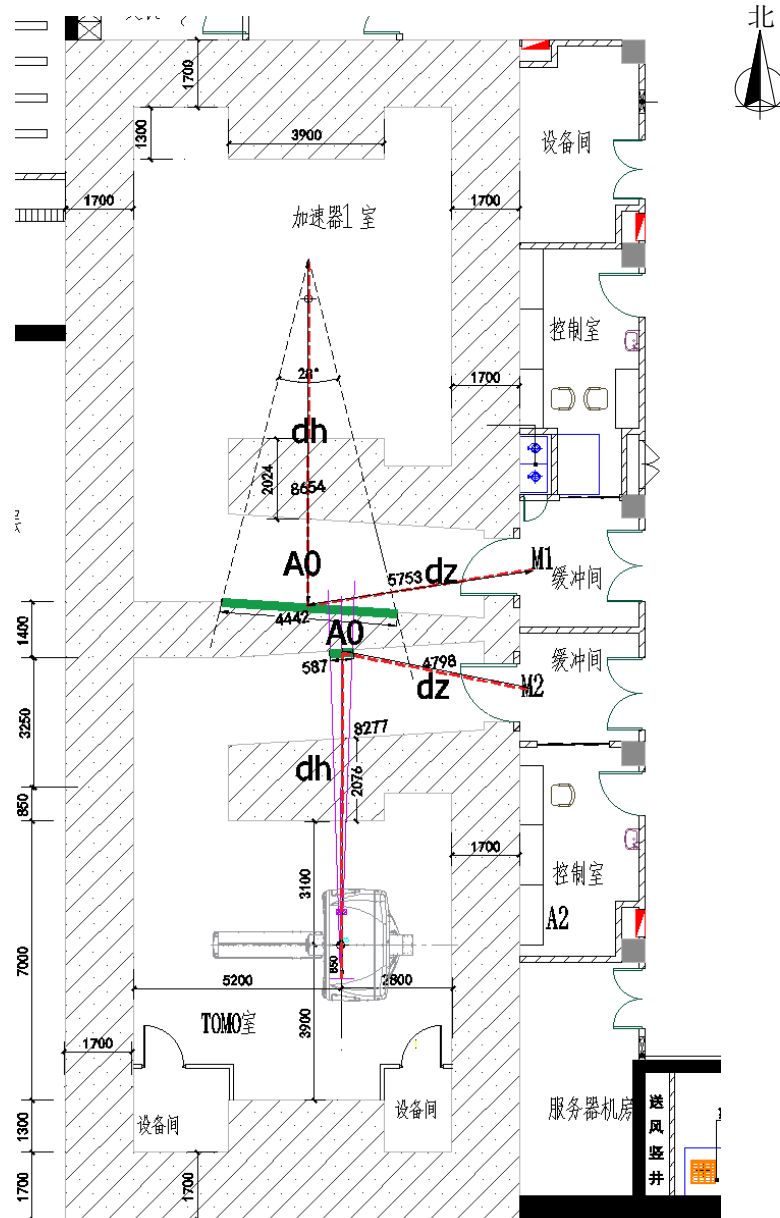 北
1700
1300
3900
设备间
1700
1700
加速器1 室
控制室
28°
1700
dh
2024
8654
A0
5753
dz
M1
缓冲间
1400
4442
A0
缓冲间
587
4798
dz
M2
3250
8277
dh
2076
850
1700
3100
控制室
A2
7000
850
5200
2800
3900
TOMO室
1700
设备间
设备间
服务器机房
送风竖井
1300
1700
1700